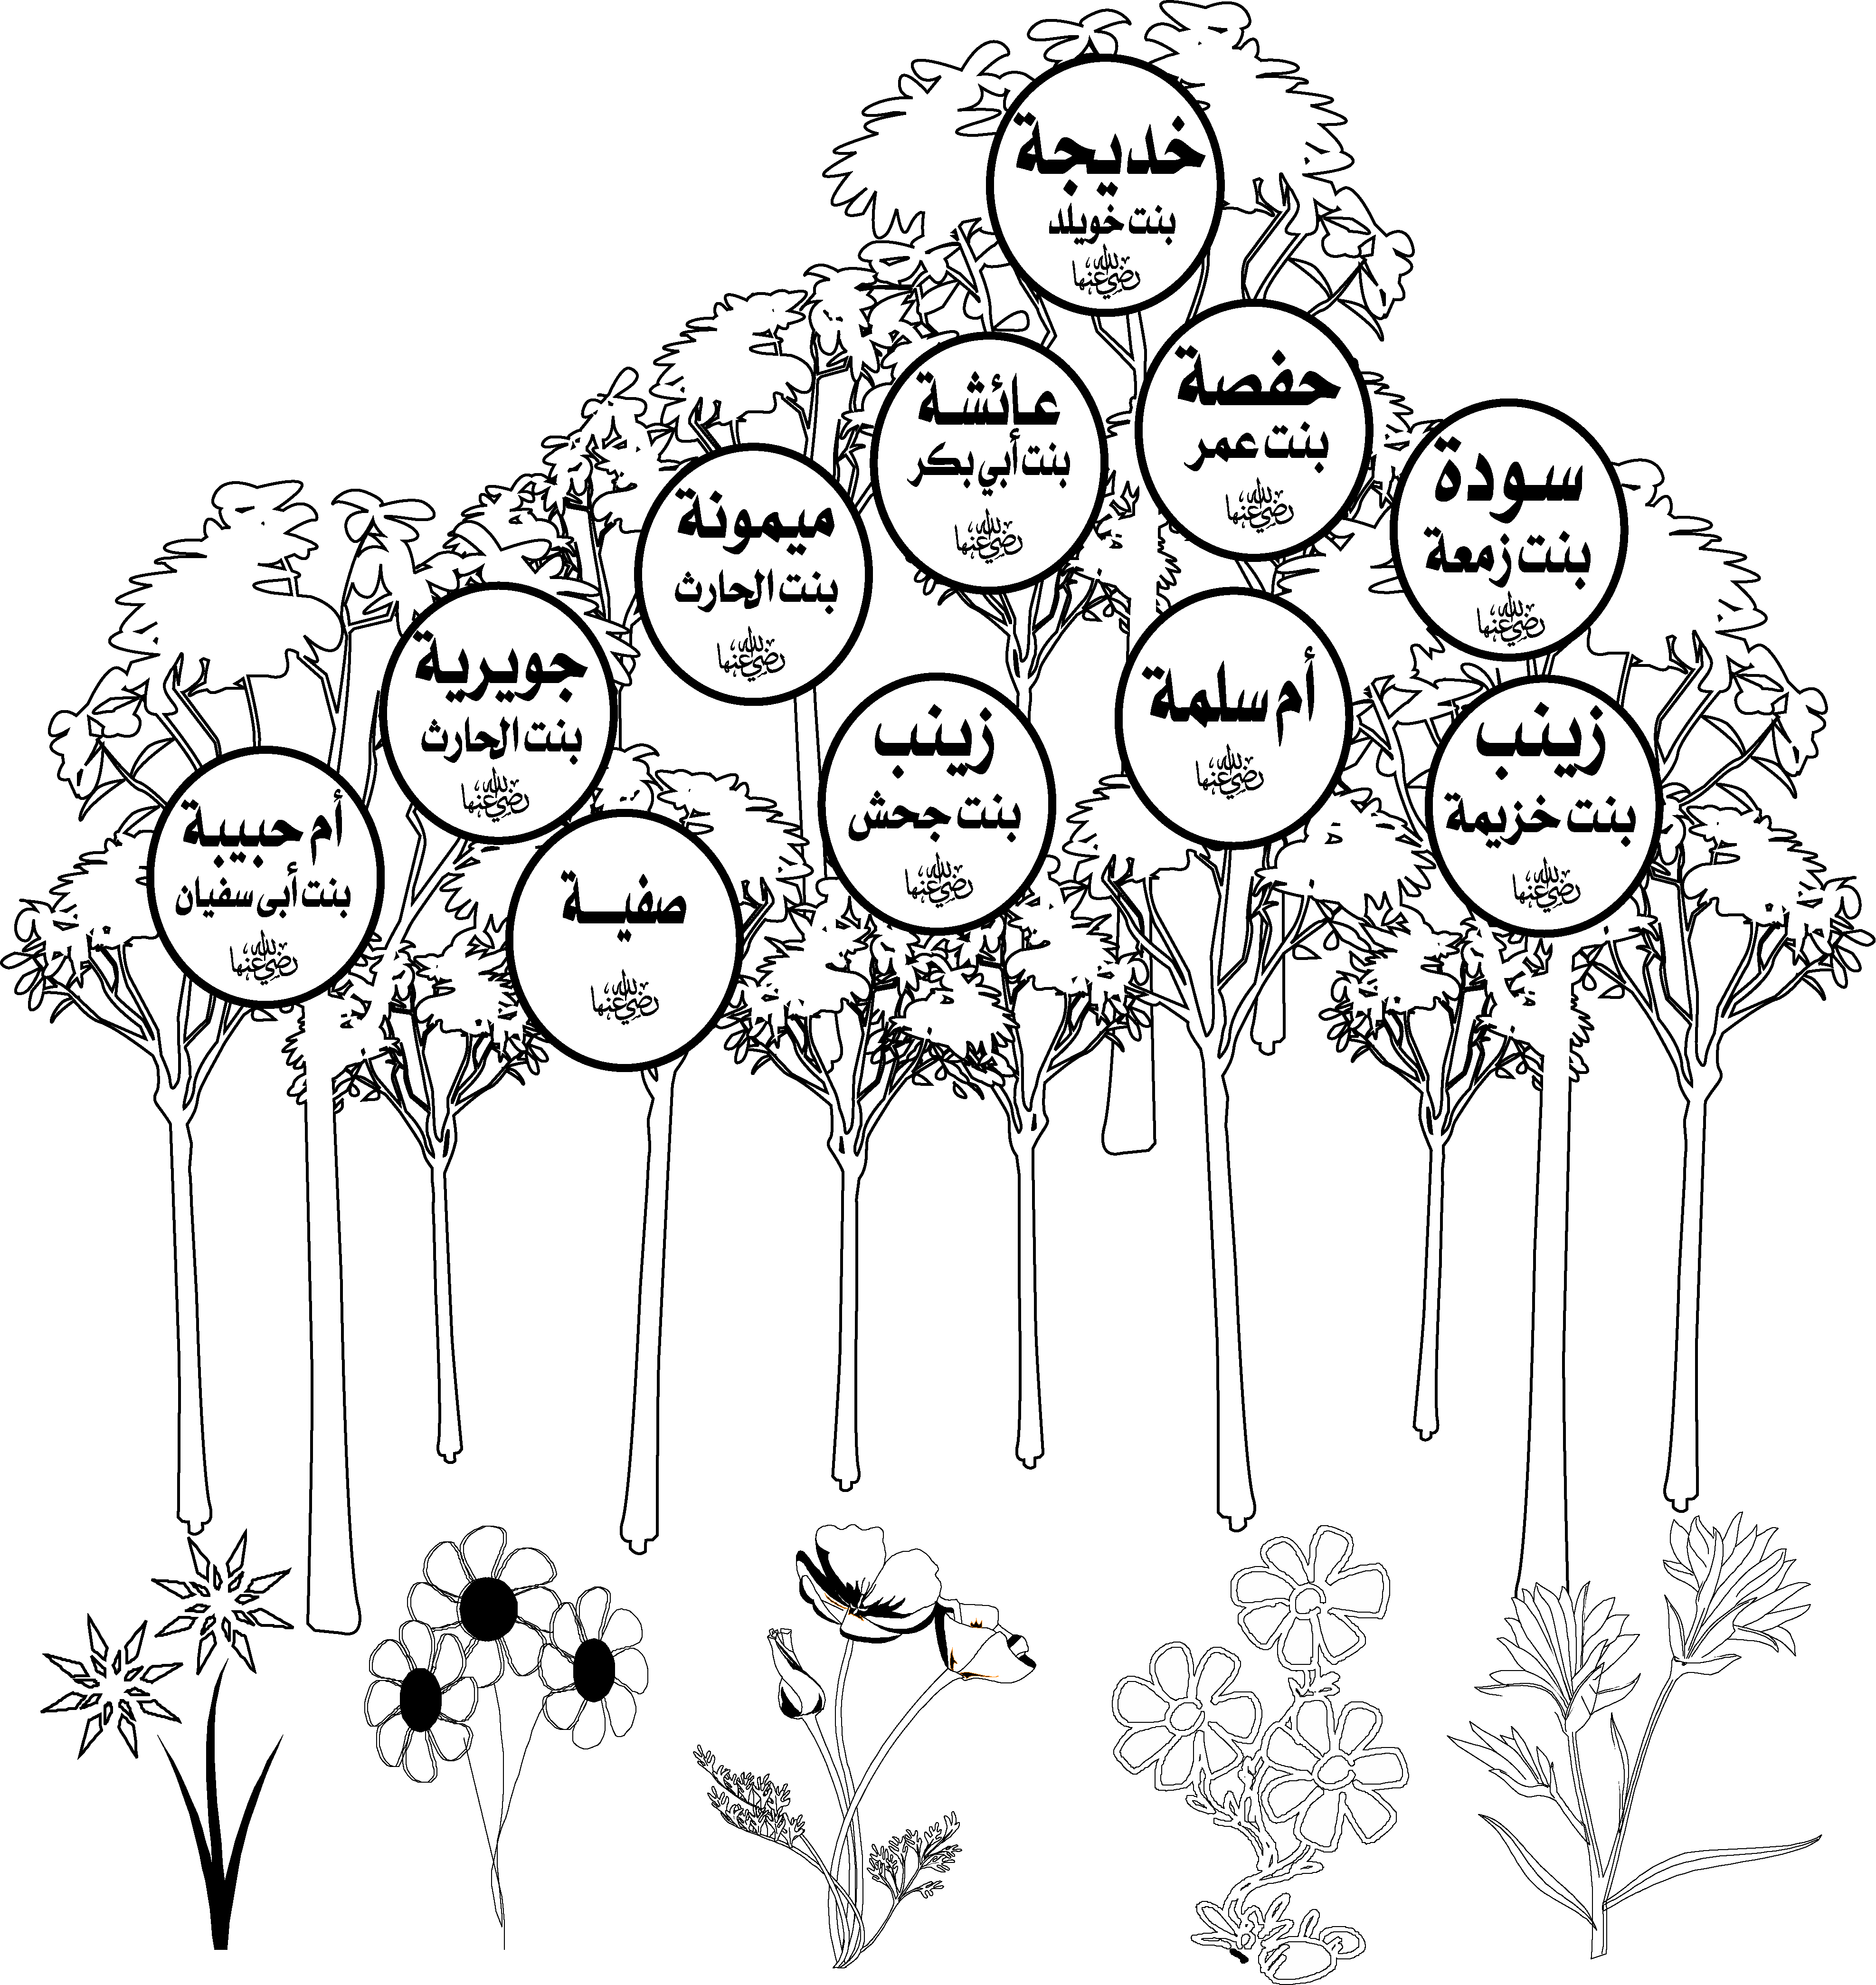 خديجة
بنت خويلد
رضي الله عنها
حفصة
بنت عمر
رضي الله عنها
عائشة
بنت أبي بكر
رضي الله عنها
سودة
بنت زمعة
رضي الله عنها
ميمونة
بنت الحارث
رضي الله عنها
جويرية
بنت الحارث
رضي الله عنها
أم سلمة
رضي الله عنها
زينب
بنت خزيمة
رضي الله عنها
زينب
بنت جحش
رضي الله عنها
أم حبيبة
بنت أبى سفيان
رضي الله عنها
صفية
رضي الله عنها